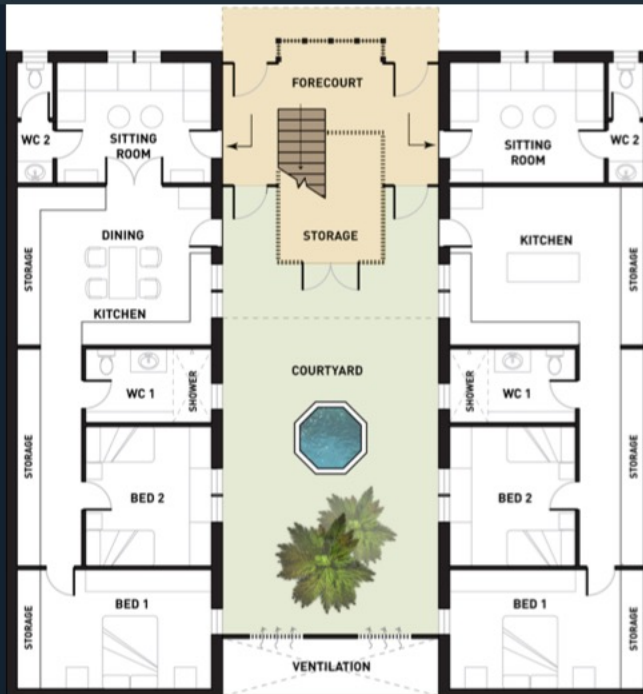 FORECOURT
WC 2
SITTING
ROOM
SITTING
ROOM
WC 2
STORAGE
DINING
STORAGE
KITCHEN
STORAGE
KITCHEN
COURTYARD
WC 1
SHOWER
SHOWER
WC 1
STORAGE
BED 2
BED 2
STORAGE
STORAGE
BED 1
BED 1
STORAGE
VENTILATION